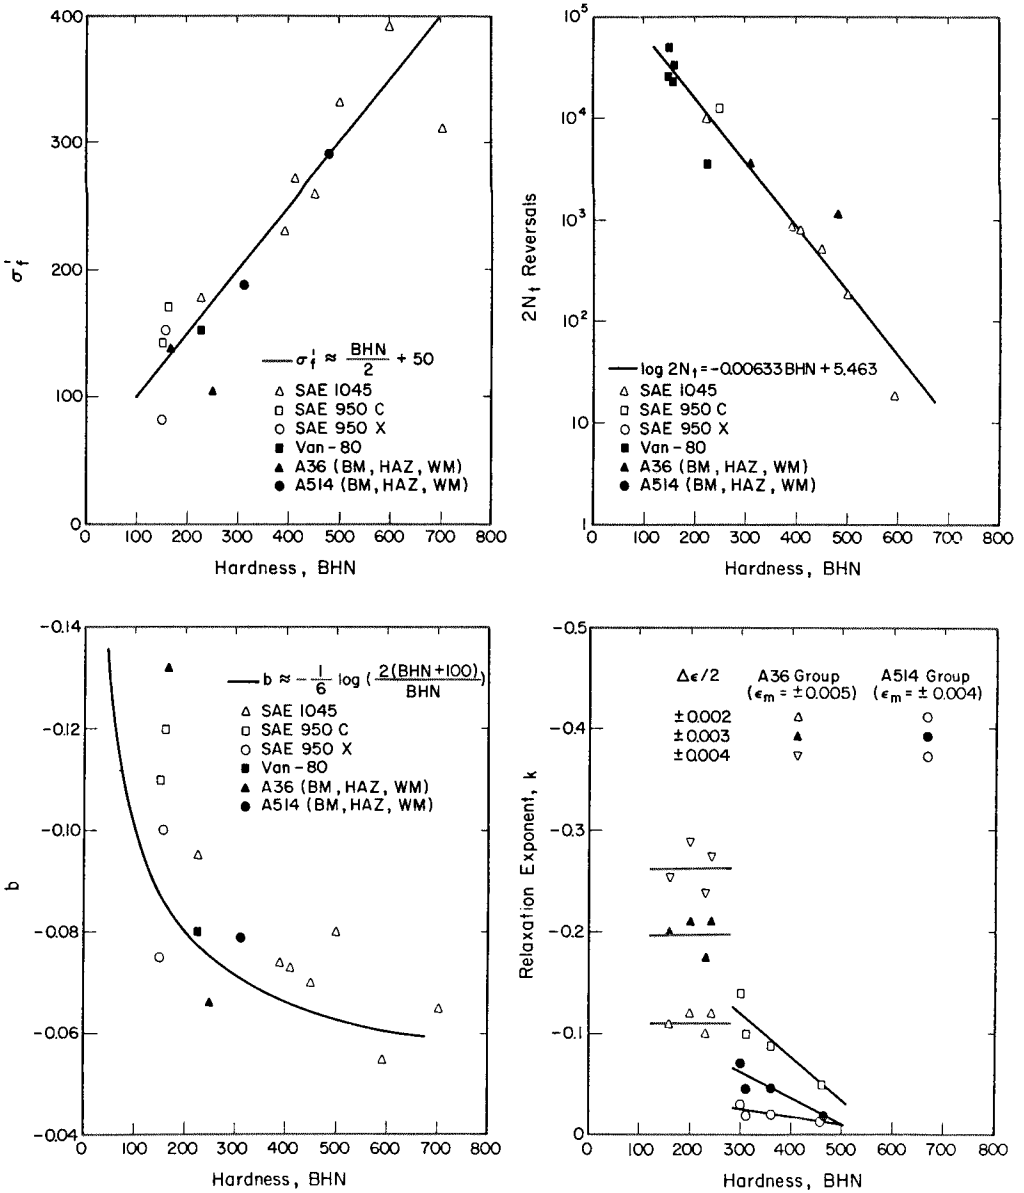 400
300
200
100
0
σ'f
σ'f ≈ BHN/2 + 50
SAE 1045
SAE 950 C
SAE 950 X
Van-80
A36 (BM, HAZ, WM)
A514 (BM, HAZ, WM)
0 100 200 300 400 500 600 700 800
Hardness, BHN
10^5
10^4
10^3
10^2
10
1
2Nt Reversals
log 2Nt = -0.00633 BHN + 5.463
SAE 1045
SAE 950 C
SAE 950 X
Van-80
A36 (BM, HAZ, WM)
A514 (BM, HAZ, WM)
0 100 200 300 400 500 600 700 800
Hardness, BHN
-0.14
-0.12
-0.10
-0.08
-0.06
-0.04
b
b ≈ -1/6 log (2(BHN+100)/BHN)
SAE 1045
SAE 950 C
SAE 950 X
Van-80
A36 (BM, HAZ, WM)
A514 (BM, HAZ, WM)
0 100 200 300 400 500 600 700 800
Hardness, BHN
-0.5
-0.4
-0.3
-0.2
-0.1
0
Relaxation Exponent, k
Δε/2 A36 Group A514 Group
(εm = ±0.005) (εm = ±0.004)
±0.002
±0.003
±0.004
0 100 200 300 400 500 600 700 800
Hardness, BHN